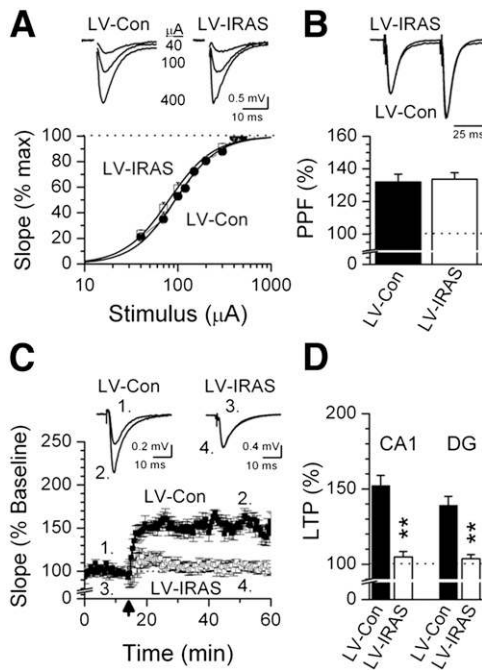 A
LV-Con
LV-IRAS
μA
40
100
400
0.5 mV
10 ms
100
80
60
40
20
0
Slope (% max)
LV-IRAS
LV-Con
10
100
1000
Stimulus (μA)
B
LV-Con
25 ms
160
140
120
100
0
PPF (%)
LV-Con
LV-IRAS
C
LV-Con
LV-IRAS
1.
2.
3.
4.
0.2 mV
10 ms
0.4 mV
10 ms
250
200
150
100
0
Slope (% Baseline)
LV-Con
2.
1.
3.
LV-IRAS
4.
0
20
40
60
Time (min)
D
200
150
100
0
LTP (%)
CA1
DG
**
**
LV-Con
LV-IRAS
LV-Con
LV-IRAS